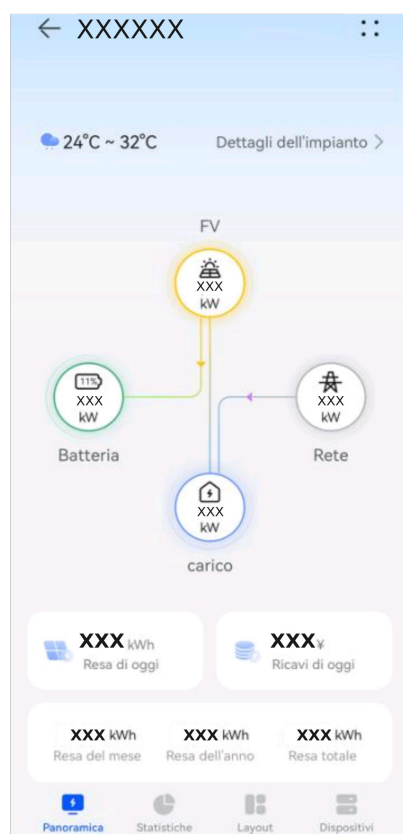 XXXXXX
24°C ~ 32°C Dettagli dell'impianto >
FV
XXX
kW
11%
XXX
kW
XXX
kW
Batteria Rete
XXX
kW
carico
XXX kWh XXX ¥
Resa di oggi Ricavi di oggi
XXX kWh XXX kWh XXX kWh
Resa del mese Resa dell'anno Resa totale
Panoramica Statistiche Layout Dispositivi